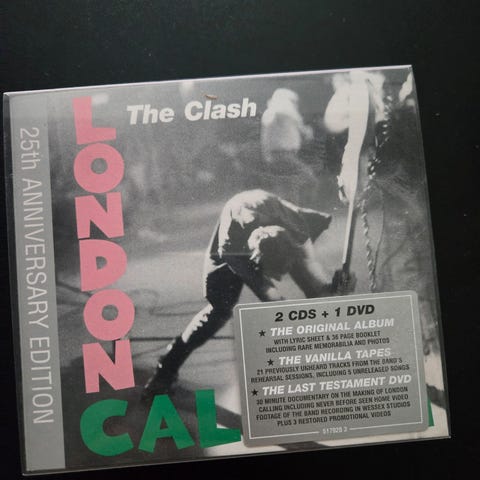 25th ANNIVERSARY EDITION
The Clash
LONDON
CAL
2 CDS + 1 DVD
★ THE ORIGINAL ALBUM
WITH LYRIC SHEET & 36 PAGE BOOKLET
INCLUDING RARE MEMORABILIA AND PHOTOS
★ THE VANILLA TAPES
21 PREVIOUSLY UNHEARD TRACKS FROM THE BAND'S
REHEARSAL SESSIONS, INCLUDING 5 UNRELEASED SONGS
★ THE LAST TESTAMENT DVD
30 MINUTE DOCUMENTARY ON THE MAKING OF LONDON
CALLING INCLUDING NEVER BEFORE SEEN HOME VIDEO
FOOTAGE OF THE BAND RECORDING IN WESSEX STUDIOS
PLUS 3 RESTORED PROMOTIONAL VIDEOS
517928 3